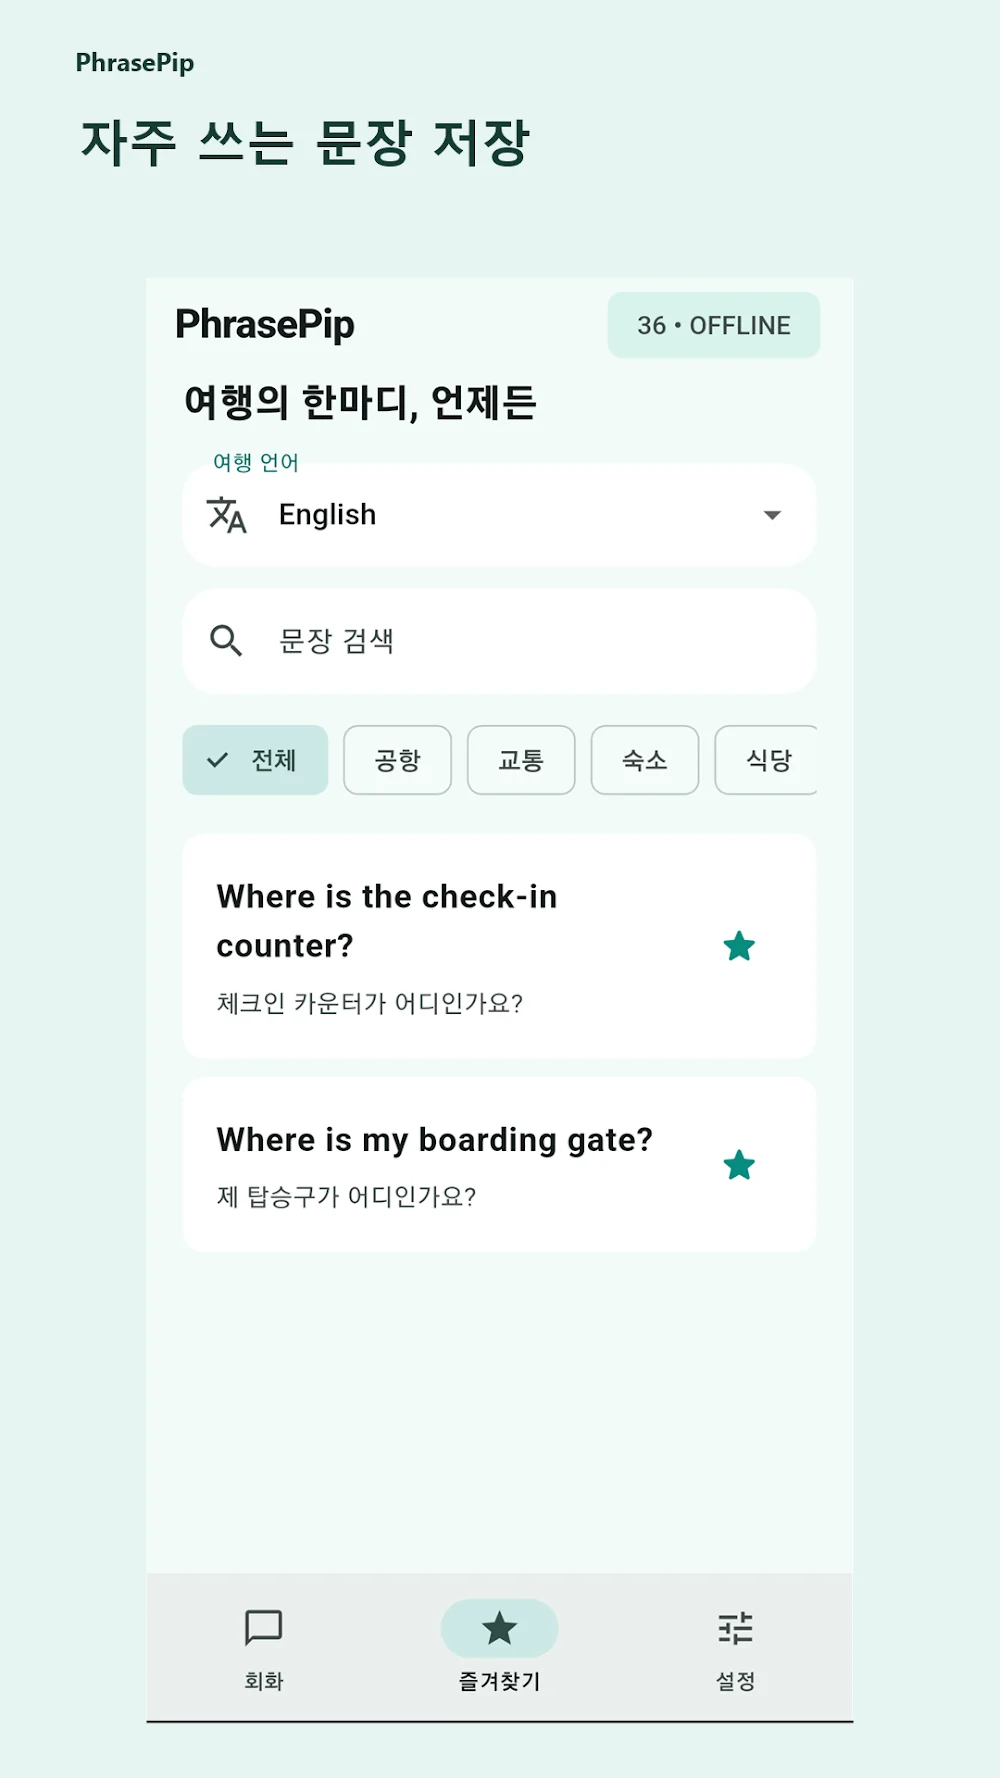 PhrasePip
자주 쓰는 문장 저장
PhrasePip
36 • OFFLINE
여행의 한마디, 언제든
여행 언어
English
문장 검색
전체
공항
교통
숙소
식당
Where is the check-in
counter?
체크인 카운터가 어디인가요?
Where is my boarding gate?
제 탑승구가 어디인가요?
회화
즐겨찾기
설정